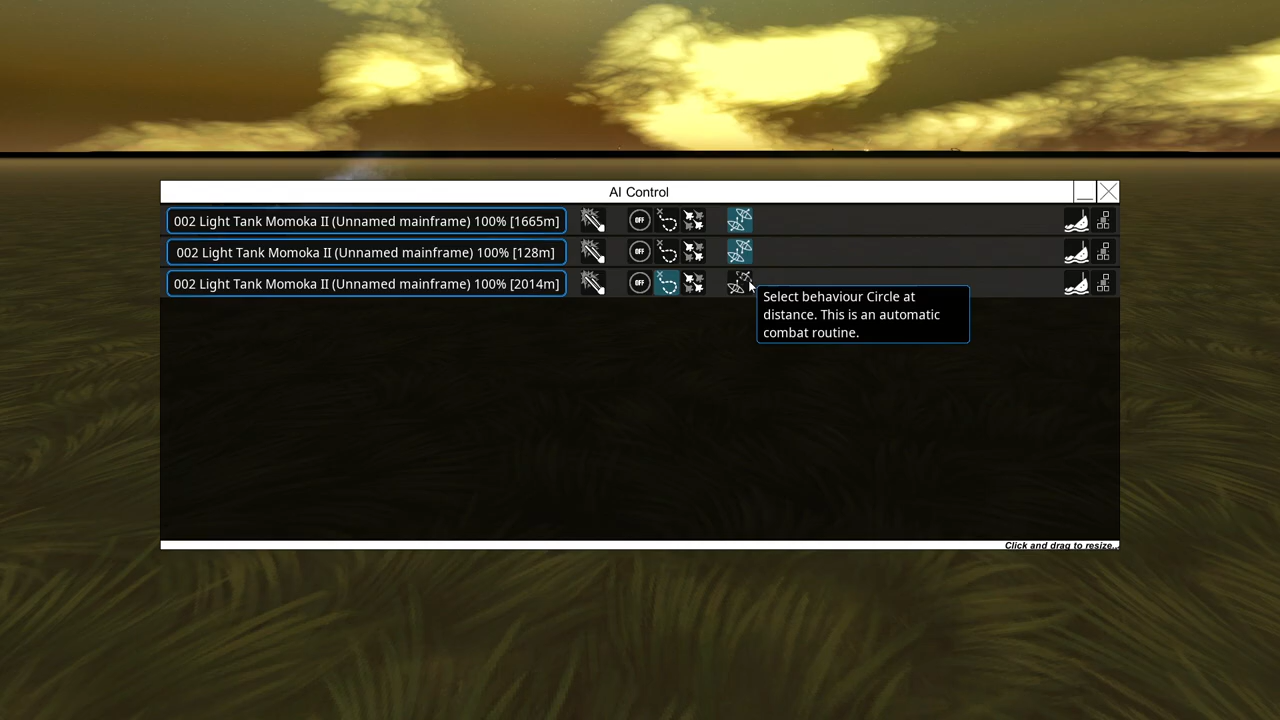 AI Control
002 Light Tank Momoka II (Unnamed mainframe) 100% [1665m]
OFF
002 Light Tank Momoka II (Unnamed mainframe) 100% [128m]
OFF
002 Light Tank Momoka II (Unnamed mainframe) 100% [2014m]
OFF
Select behaviour Circle at
distance. This is an automatic
combat routine.
Click and drag to resize..